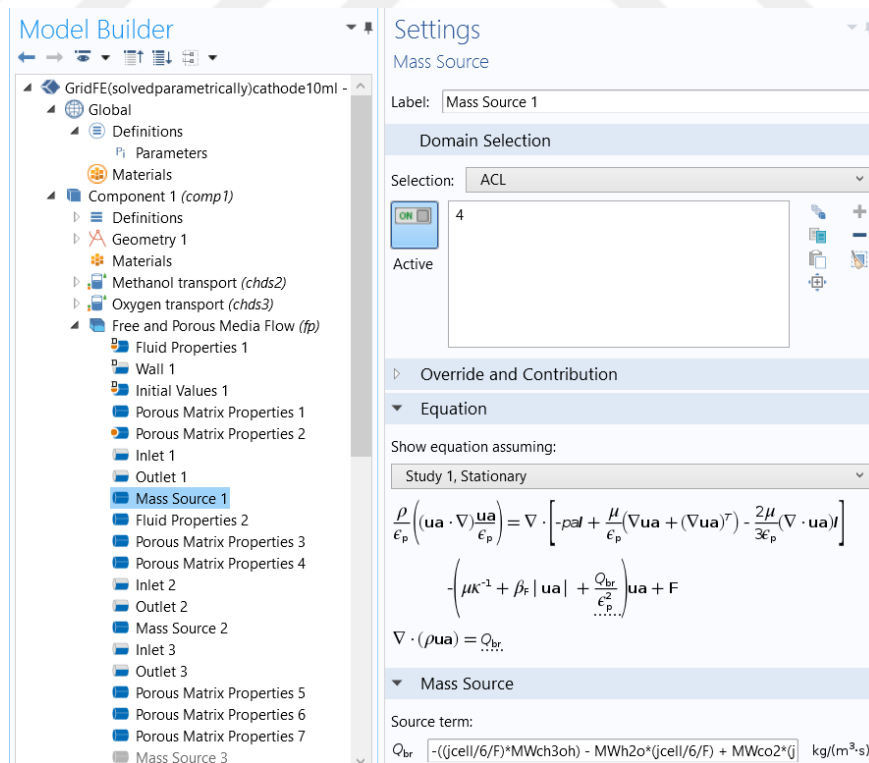 Model Builder
GridFE(solvedparametrically)cathode10ml -
Global
Definitions
Pi Parameters
Materials
Component 1 (comp1)
Definitions
Geometry 1
Materials
Methanol transport (chds2)
Oxygen transport (chds3)
Free and Porous Media Flow (fp)
Fluid Properties 1
Wall 1
Initial Values 1
Porous Matrix Properties 1
Porous Matrix Properties 2
Inlet 1
Outlet 1
Mass Source 1
Fluid Properties 2
Porous Matrix Properties 3
Porous Matrix Properties 4
Inlet 2
Outlet 2
Mass Source 2
Inlet 3
Outlet 3
Porous Matrix Properties 5
Porous Matrix Properties 6
Porous Matrix Properties 7
Mass Source 3
Settings
Mass Source
Label: Mass Source 1
Domain Selection
Selection: ACL
ON
4
Active
Override and Contribution
Equation
Show equation assuming:
Study 1, Stationary
ρ/ϵp ((ua · ∇) ua/ϵp) = ∇ · [-paI + μ/ϵp (∇ua + (∇ua)ᵀ) - 2μ/3ϵp (∇ · ua)I]
-(μκ⁻¹ + βF |ua| + Qbr/ϵp²)ua + F
∇ · (ρua) = Qbr
Mass Source
Source term:
Qbr -((jcell/6/F)*MWch3oh) - MWh2o*(jcell/6/F) + MWco2*(j kg/(m³·s)